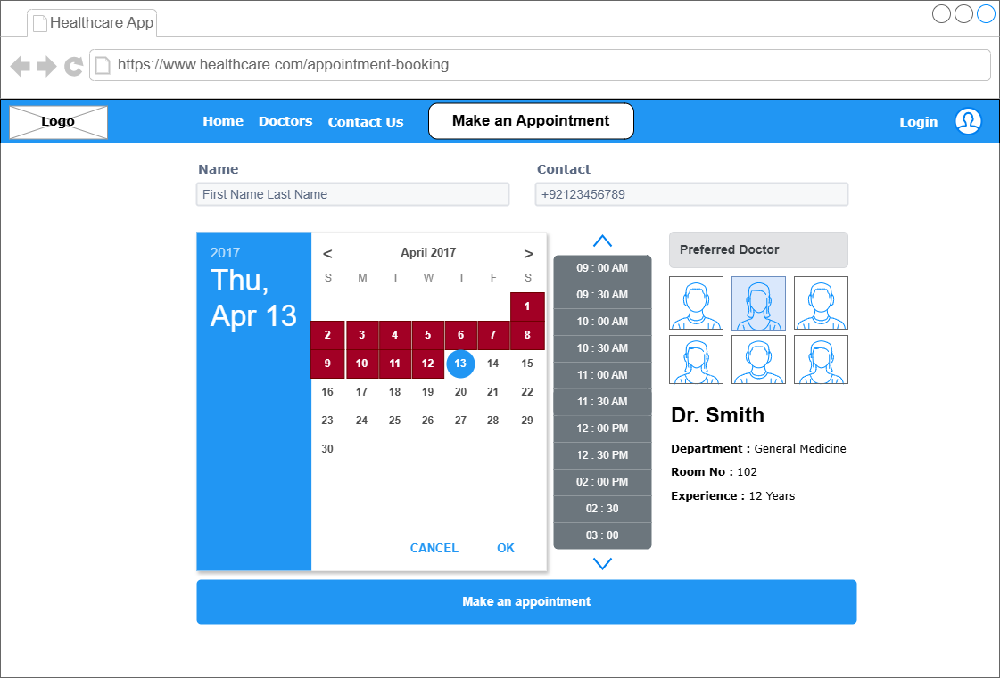 Healthcare App
https://www.healthcare.com/appointment-booking
Logo
Home Doctors Contact Us Make an Appointment Login
Name
First Name Last Name
Contact
+92123456789
2017
Thu,
Apr 13
< April 2017 >
S M T W T F S
1
2 3 4 5 6 7 8
9 10 11 12 13 14 15
16 17 18 19 20 21 22
23 24 25 26 27 28 29
30
CANCEL OK
09 : 00 AM
09 : 30 AM
10 : 00 AM
10 : 30 AM
11 : 00 AM
11 : 30 AM
12 : 00 PM
12 : 30 PM
02 : 00 PM
02 : 30
03 : 00
Preferred Doctor
Dr. Smith
Department : General Medicine
Room No : 102
Experience : 12 Years
Make an appointment